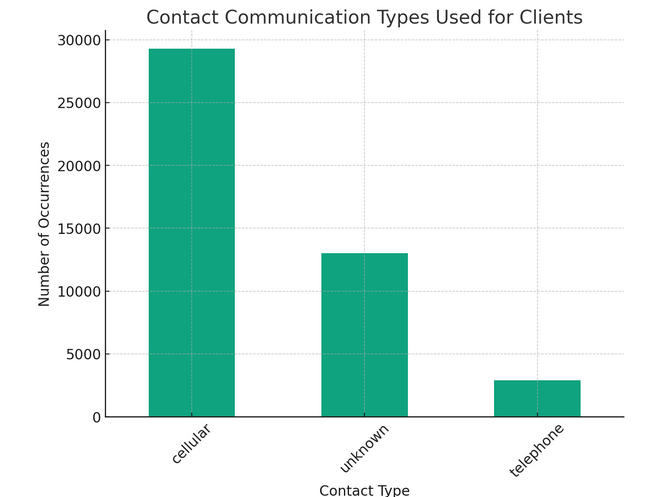 Contact Communication Types Used for Clients
Number of Occurrences
30000
25000
20000
15000
10000
5000
0
cellular
unknown
telephone
Contact Type